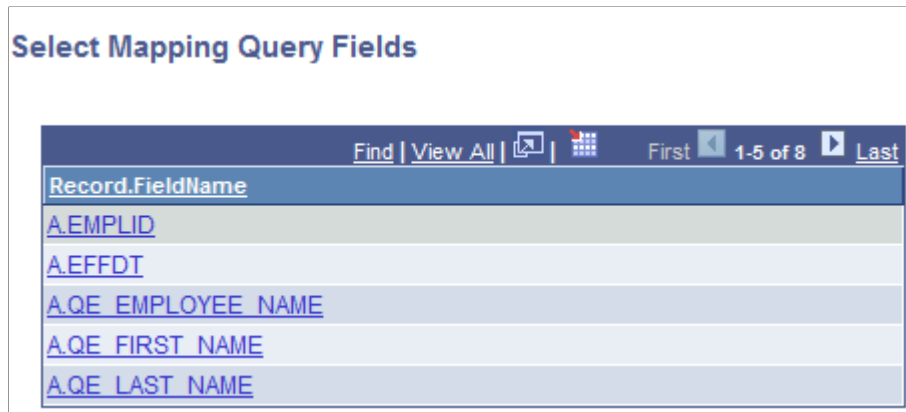 Select Mapping Query Fields
Find | View All | | First 1-5 of 8 Last
Record.FieldName
A.EMPLID
A.EFFDT
A.QE_EMPLOYEE_NAME
A.QE_FIRST_NAME
A.QE_LAST_NAME